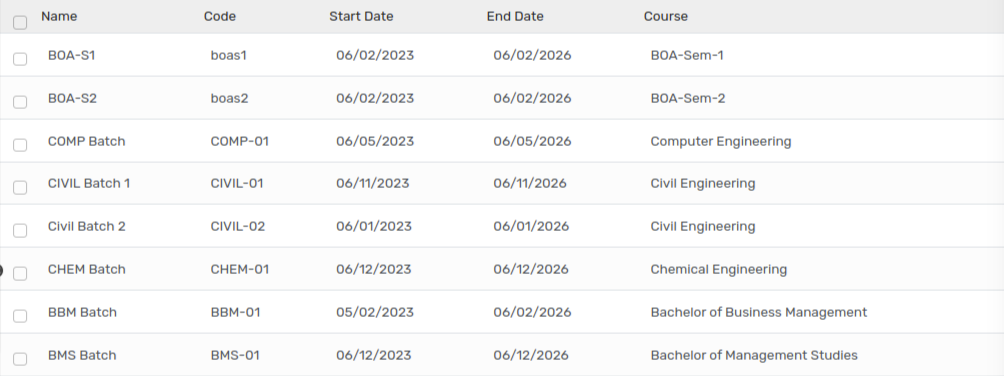 Name Code Start Date End Date Course
BOA-S1 boas1 06/02/2023 06/02/2026 BOA-Sem-1
BOA-S2 boas2 06/02/2023 06/02/2026 BOA-Sem-2
COMP Batch COMP-01 06/05/2023 06/05/2026 Computer Engineering
CIVIL Batch 1 CIVIL-01 06/11/2023 06/11/2026 Civil Engineering
Civil Batch 2 CIVIL-02 06/01/2023 06/01/2026 Civil Engineering
CHEM Batch CHEM-01 06/12/2023 06/12/2026 Chemical Engineering
BBM Batch BBM-01 05/02/2023 06/02/2026 Bachelor of Business Management
BMS Batch BMS-01 06/12/2023 06/12/2026 Bachelor of Management Studies